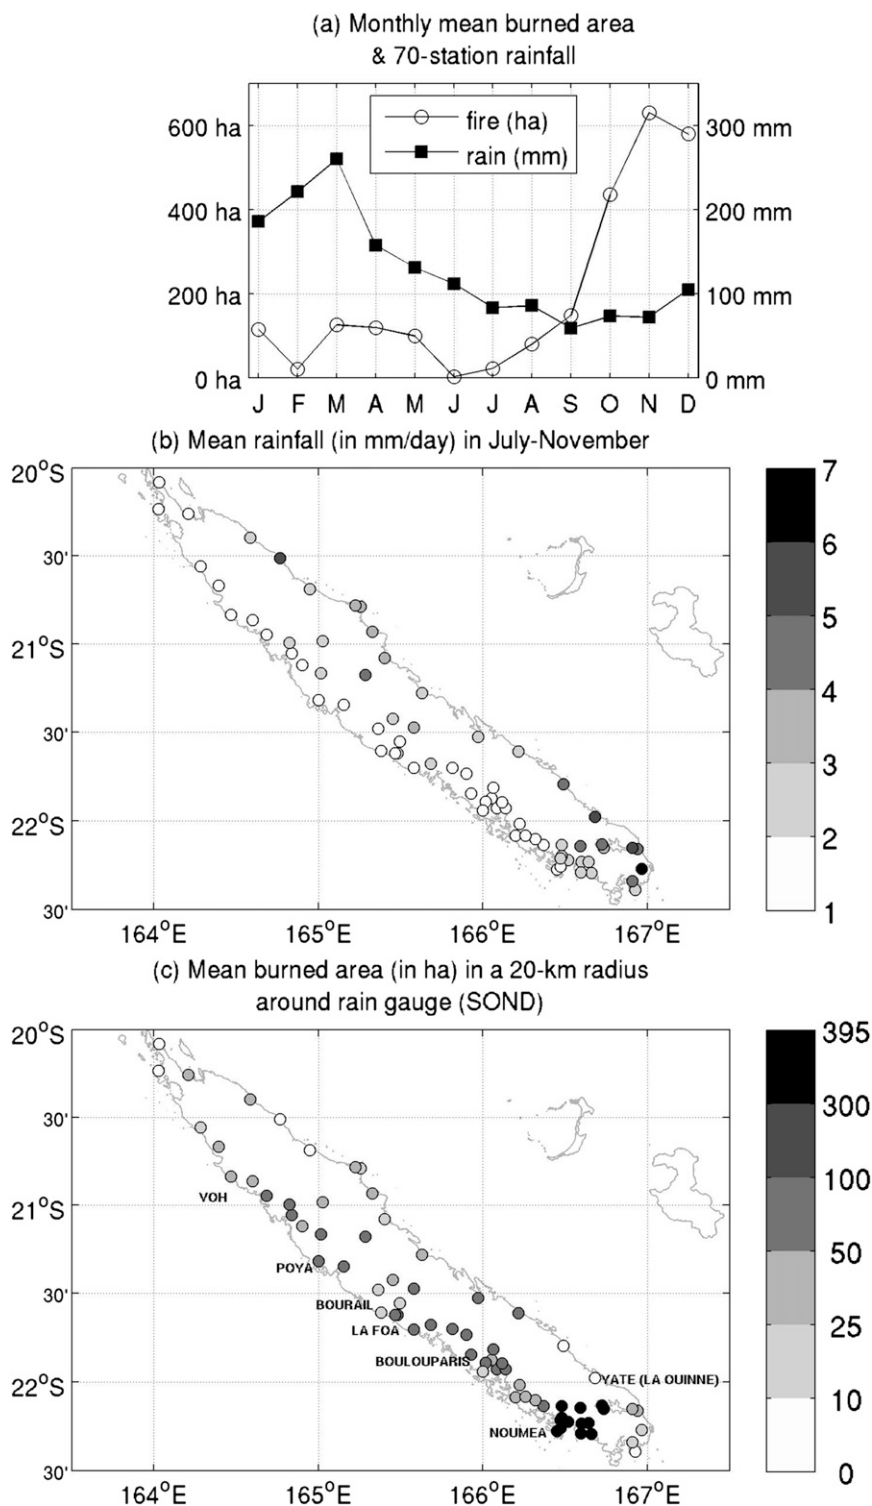 (a) Monthly mean burned area
& 70-station rainfall
600 ha
400 ha
200 ha
0 ha
fire (ha)
rain (mm)
300 mm
200 mm
100 mm
0 mm
J F M A M J J A S O N D
(b) Mean rainfall (in mm/day) in July-November
20°S
30'
21°S
30'
22°S
30'
164°E 165°E 166°E 167°E
7
6
5
4
3
2
1
(c) Mean burned area (in ha) in a 20-km radius
around rain gauge (SOND)
20°S
30'
21°S
30'
22°S
30'
VOH
POYA
BOURAIL
LA FOA
BOULOUPARIS
YATE (LA OUINNE)
NOUMEA
164°E 165°E 166°E 167°E
395
300
100
50
25
10
0